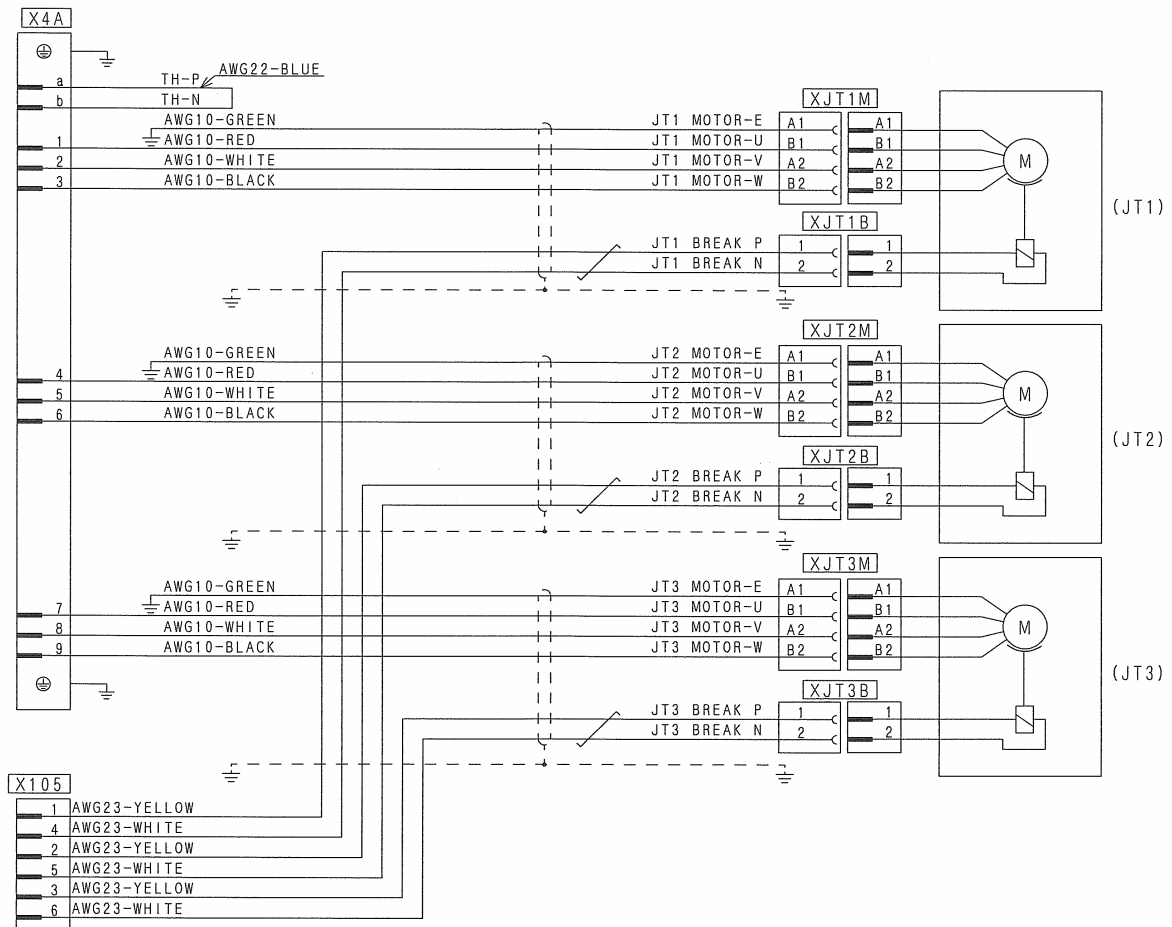 X4A
a TH-P AWG22-BLUE
b TH-N
AWG10-GREEN JT1 MOTOR-E A1 A1
1 AWG10-RED JT1 MOTOR-U B1 B1
2 AWG10-WHITE JT1 MOTOR-V A2 A2
3 AWG10-BLACK JT1 MOTOR-W B2 B2
XJT1M
M
(JT1)
XJT1B
JT1 BREAK P 1 1
JT1 BREAK N 2 2
XJT2M
AWG10-GREEN JT2 MOTOR-E A1 A1
4 AWG10-RED JT2 MOTOR-U B1 B1
5 AWG10-WHITE JT2 MOTOR-V A2 A2
6 AWG10-BLACK JT2 MOTOR-W B2 B2
M
(JT2)
XJT2B
JT2 BREAK P 1 1
JT2 BREAK N 2 2
XJT3M
AWG10-GREEN JT3 MOTOR-E A1 A1
7 AWG10-RED JT3 MOTOR-U B1 B1
8 AWG10-WHITE JT3 MOTOR-V A2 A2
9 AWG10-BLACK JT3 MOTOR-W B2 B2
M
(JT3)
XJT3B
JT3 BREAK P 1 1
JT3 BREAK N 2 2
X105
1 AWG23-YELLOW
4 AWG23-WHITE
2 AWG23-YELLOW
5 AWG23-WHITE
3 AWG23-YELLOW
6 AWG23-WHITE